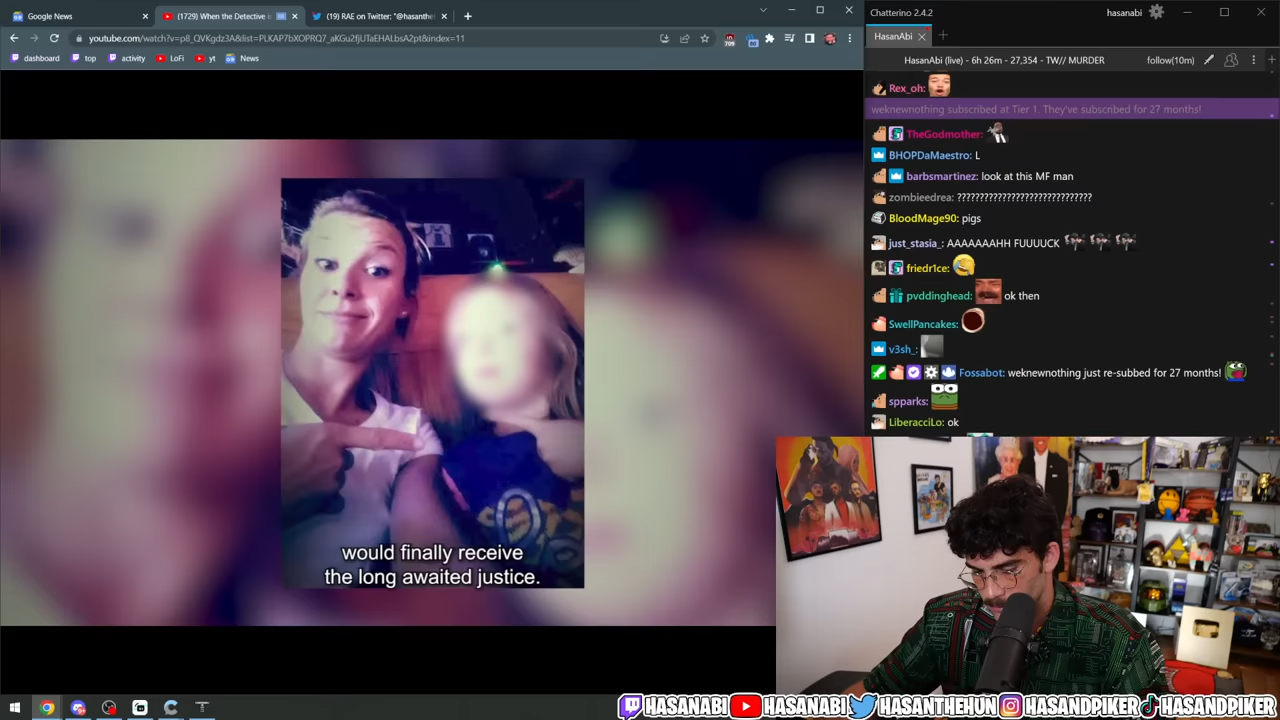 Google News
(1729) When the Detective is
(19) RAE on Twitter: "@hasanthe
youtube.com/watch?v=p8_QVKgdz3A&list=PLKAP7bXOPRQ7_aKGu2fjUTaEHALbsA2pt&index=11
709
80
dashboard
top
activity
LoFi
yt
News
would finally receive
the long awaited justice.
Chatterino 2.4.2
hasanabi
HasanAbi
HasanAbi (live) - 6h 26m - 27,354 - TW// MURDER
follow(10m)
Rex_oh:
weknewnothing subscribed at Tier 1. They've subscribed for 27 months!
TheGodmother:
BHOPDaMaestro: L
barbsmartinez: look at this MF man
zombieedrea: ?????????????????????????????
BloodMage90: pigs
just_stasia_: AAAAAAAHH FUUUUCK
friedr1ce:
pvddinghead: ok then
SwellPancakes:
v3sh_:
Fossabot: weknewnothing just re-subbed for 27 months!
spparks:
LiberacciLo: ok
HASANABI
HASANABI
HASANTHEHUN
HASANDPIKER
HASANDPIKER